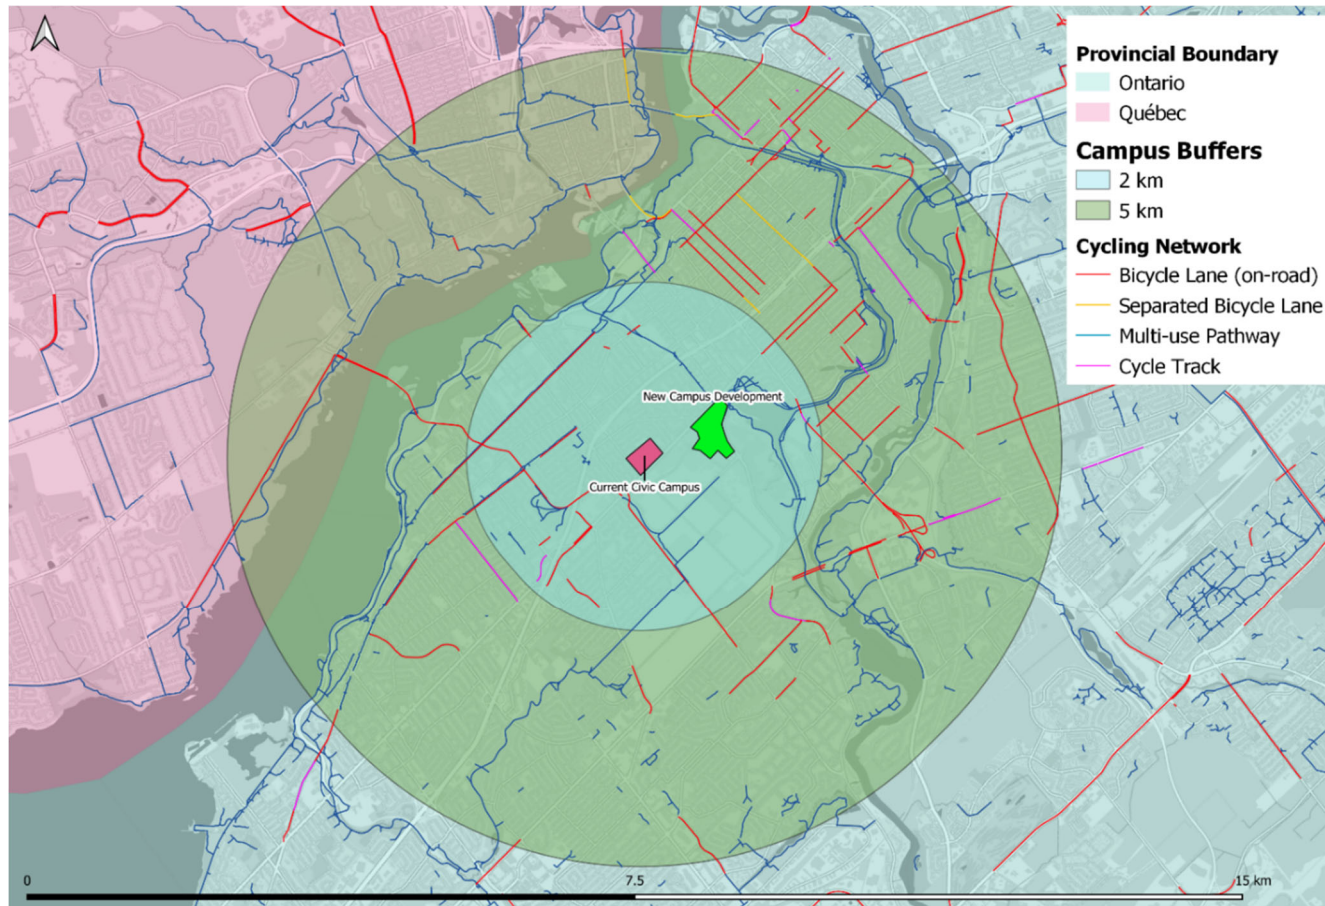 Provincial Boundary
Ontario
Québec
Campus Buffers
2 km
5 km
Cycling Network
Bicycle Lane (on-road)
Separated Bicycle Lane
Multi-use Pathway
Cycle Track
New Campus Development
Current Civic Campus
0
7.5
15 km